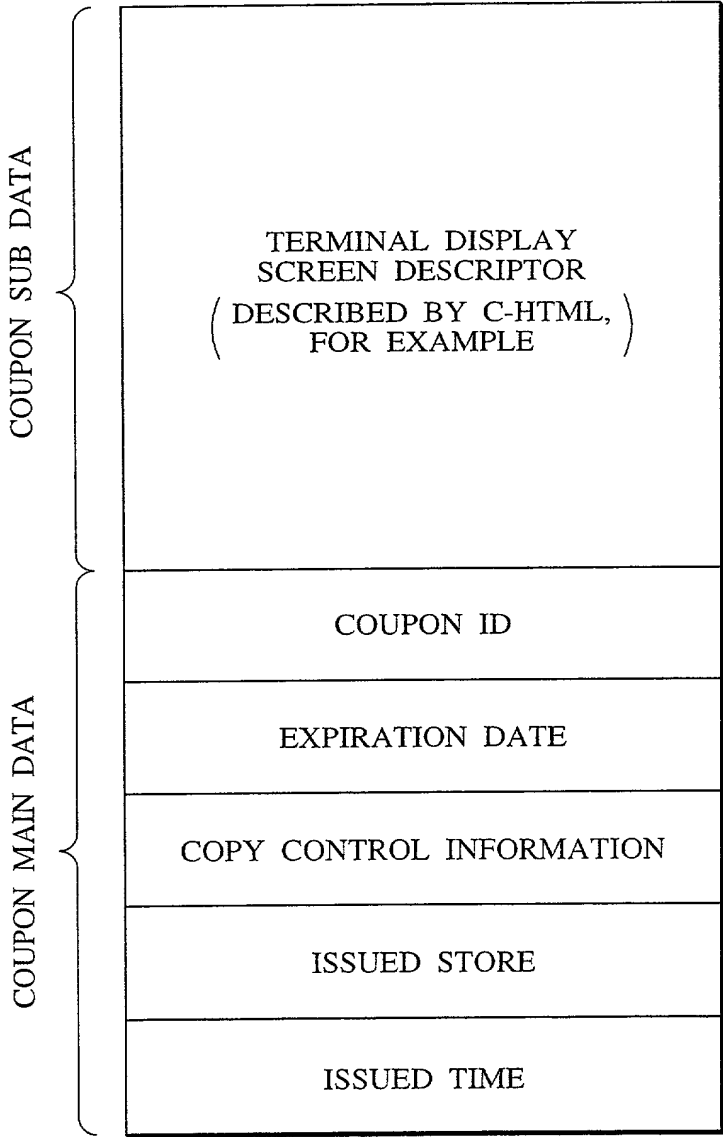 COUPON SUB DATA
TERMINAL DISPLAY
SCREEN DESCRIPTOR
( DESCRIBED BY C-HTML,
FOR EXAMPLE )
COUPON MAIN DATA
COUPON ID
EXPIRATION DATE
COPY CONTROL INFORMATION
ISSUED STORE
ISSUED TIME